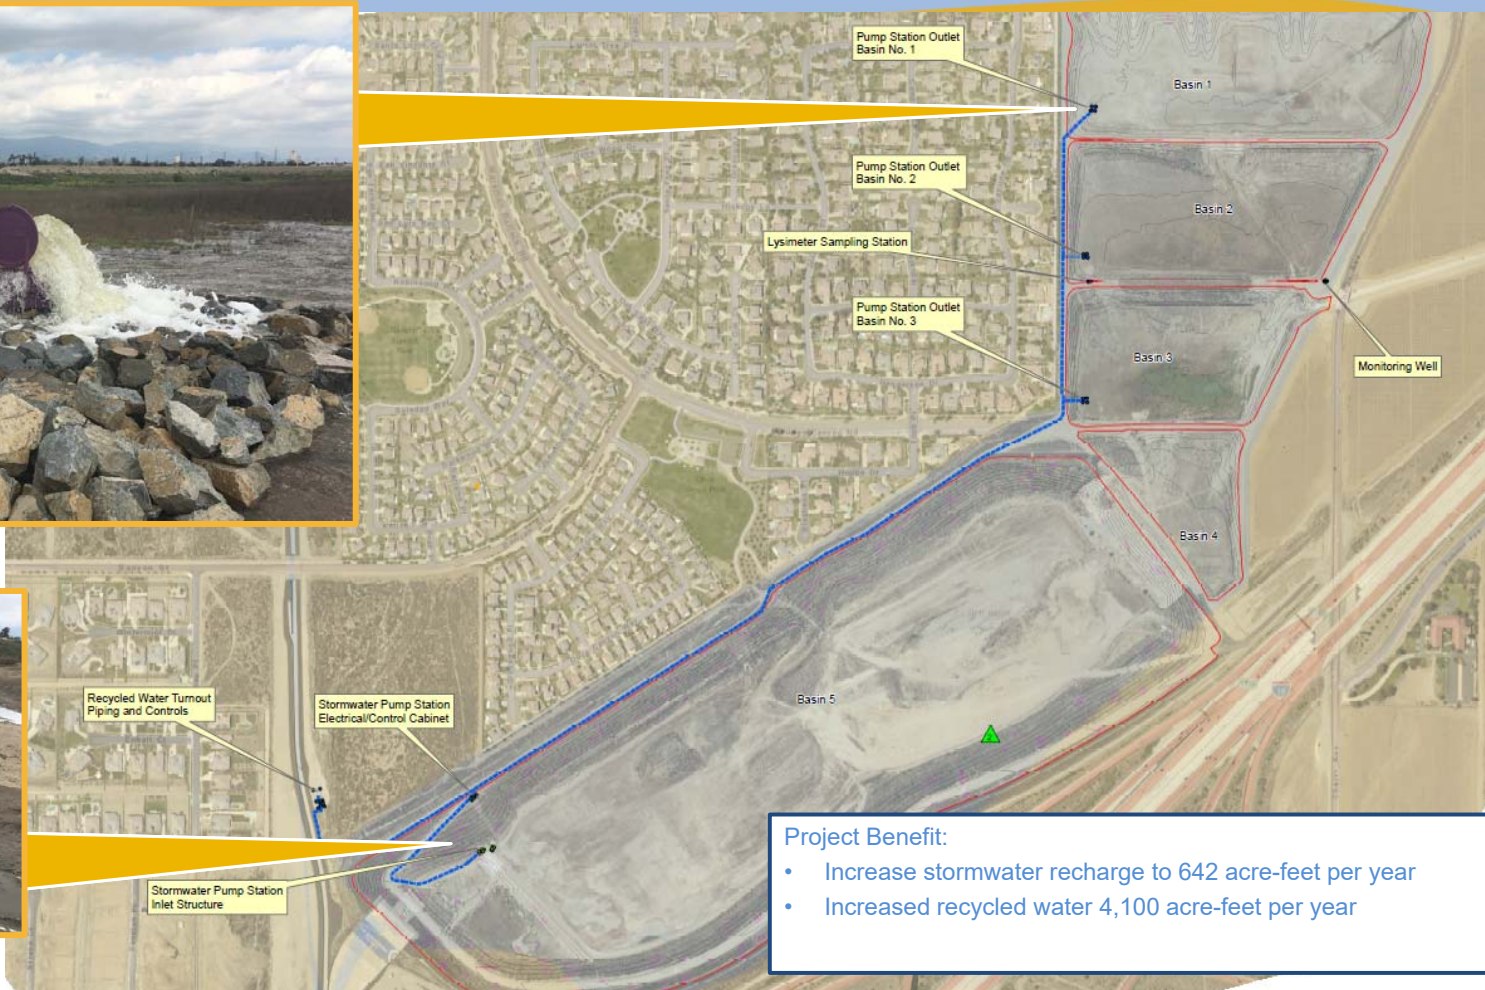 Pump Station Outlet
Basin No. 1
Basin 1
Pump Station Outlet
Basin No. 2
Basin 2
Lysimeter Sampling Station
Pump Station Outlet
Basin No. 3
Basin 3
Monitoring Well
Basin 4
Basin 5
Recycled Water Turnout
Piping and Controls
Stormwater Pump Station
Electrical/Control Cabinet
Stormwater Pump Station
Inlet Structure
Project Benefit:
• Increase stormwater recharge to 642 acre-feet per year
• Increased recycled water 4,100 acre-feet per year